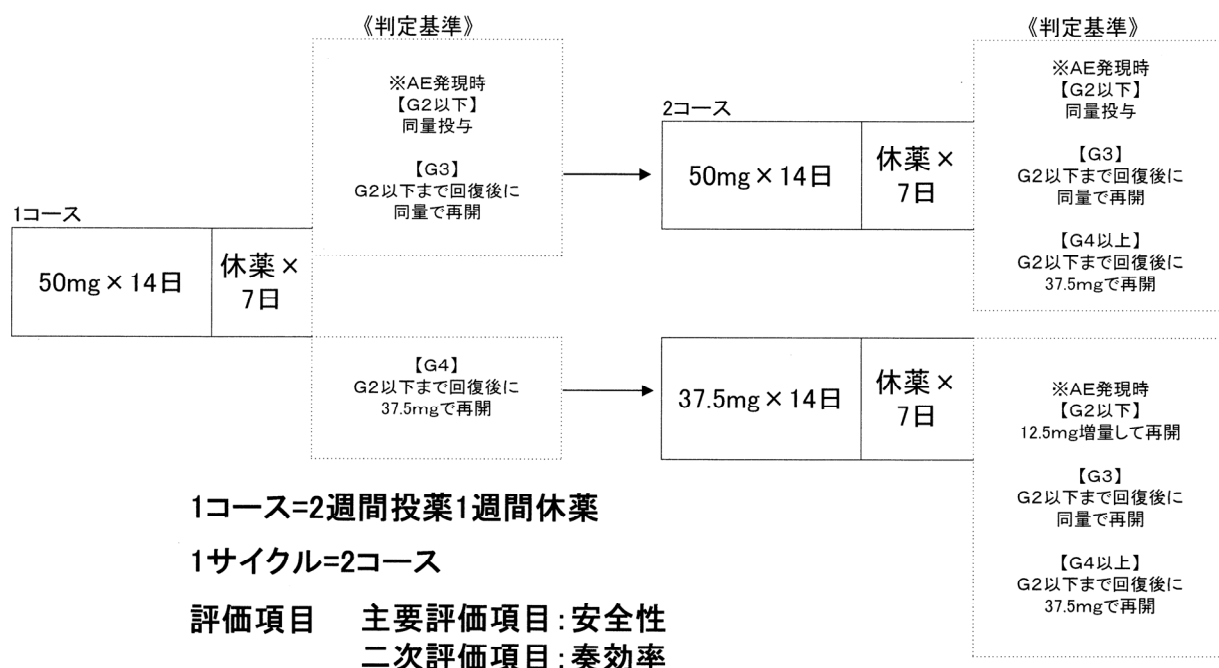 《判定基準》
※AE発現時
【G2以下】
同量投与
【G3】
G2以下まで回復後に
同量で再開
1コース
50mg×14日
休薬×
7日
【G4】
G2以下まで回復後に
37.5mgで再開
2コース
50mg×14日
休薬×
7日
37.5mg×14日
休薬×
7日
《判定基準》
※AE発現時
【G2以下】
同量投与
【G3】
G2以下まで回復後に
同量で再開
【G4以上】
G2以下まで回復後に
37.5mgで再開
※AE発現時
【G2以下】
12.5mg増量して再開
【G3】
G2以下まで回復後に
同量で再開
【G4以上】
G2以下まで回復後に
37.5mgで再開
1コース=2週間投薬1週間休薬
1サイクル=2コース
評価項目 主要評価項目:安全性
二次評価項目:奏効率